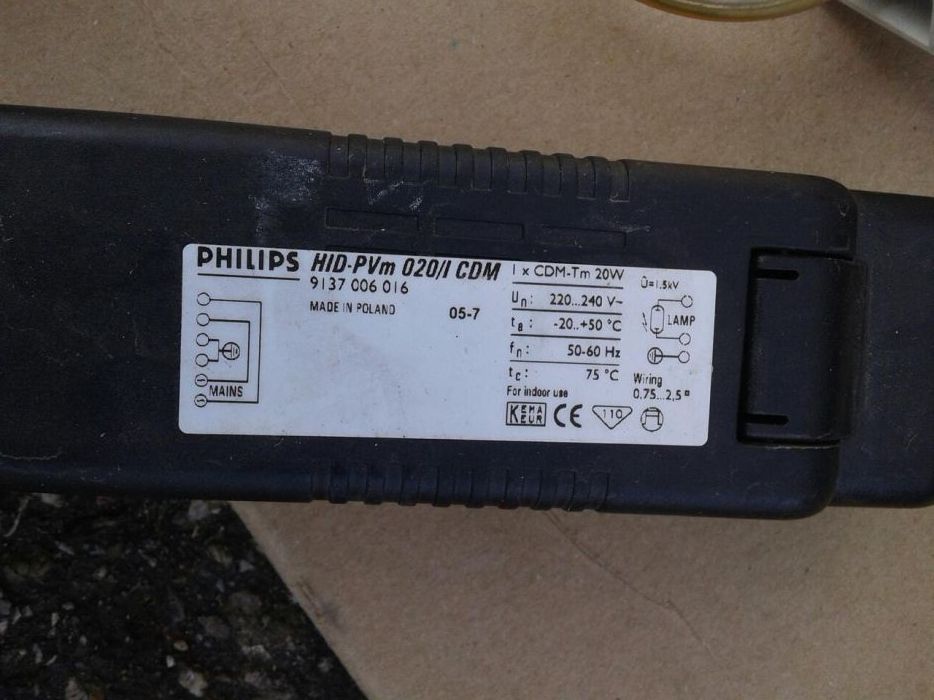 PHILIPS HID-PVm 020/I CDM
9137 006 016
MADE IN POLAND 05-7
MAINS
1 x CDM-Tm 20W
Un: 220...240 V~
ta: -20..+50 °C
fn: 50-60 Hz
tc: 75 °C
For indoor use
KEMA EUR CE 110
Û=1.5kV
LAMP
Wiring
0,75...2,5